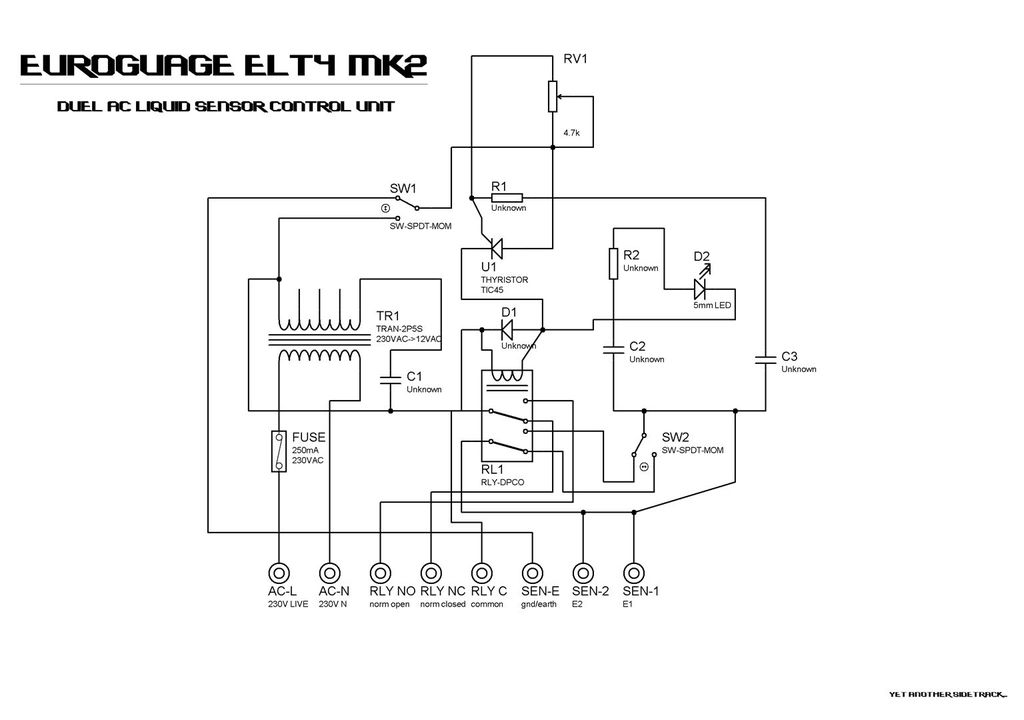 EUROGUAGE ELT4 MK2
DUEL AC LIQUID SENSOR CONTROL UNIT
RV1
4.7k
SW1
SW-SPDT-MOM
R1
Unknown
U1
THYRISTOR
TIC45
R2
Unknown
D2
5mm LED
TR1
TRAN-2P5S
230VAC->12VAC
D1
Unknown
C2
Unknown
C3
Unknown
C1
Unknown
FUSE
250mA
230VAC
RL1
RLY-DPCO
SW2
SW-SPDT-MOM
AC-L
230V LIVE
AC-N
230V N
RLY NO
norm open
RLY NC
norm closed
RLY C
common
SEN-E
gnd/earth
SEN-2
E2
SEN-1
E1
YET ANOTHER SIDETRACK...